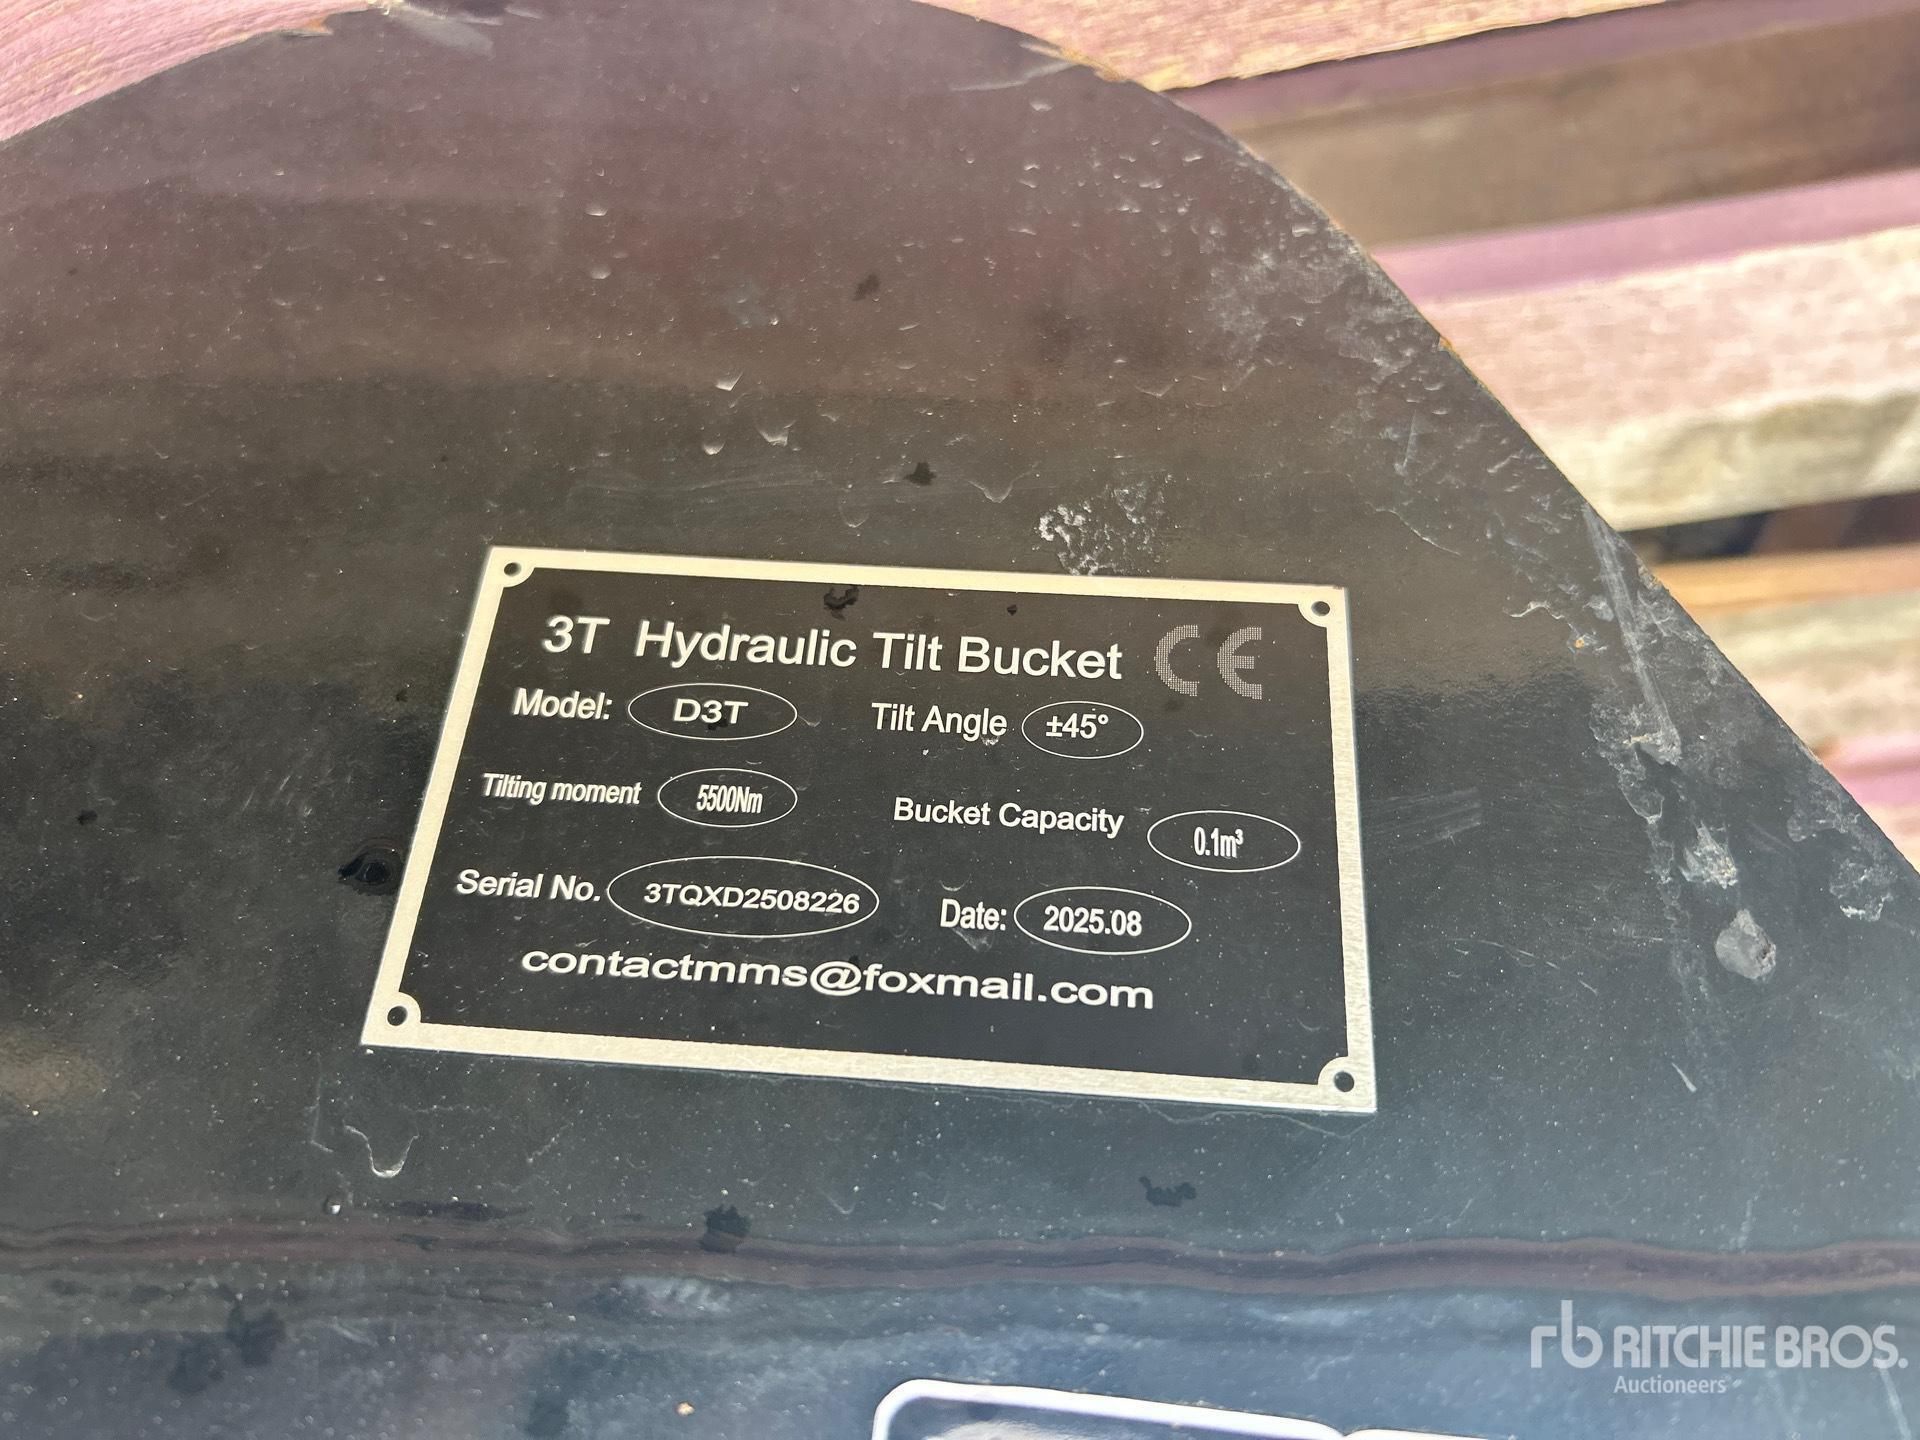 3T Hydraulic Tilt Bucket CE
Model: D3T Tilt Angle ±45°
Tilting moment 5500Nm Bucket Capacity 0.1m³
Serial No. 3TQXD2508226 Date: 2025.08
contactmms@foxmail.com
rb RITCHIE BROS.
Auctioneers